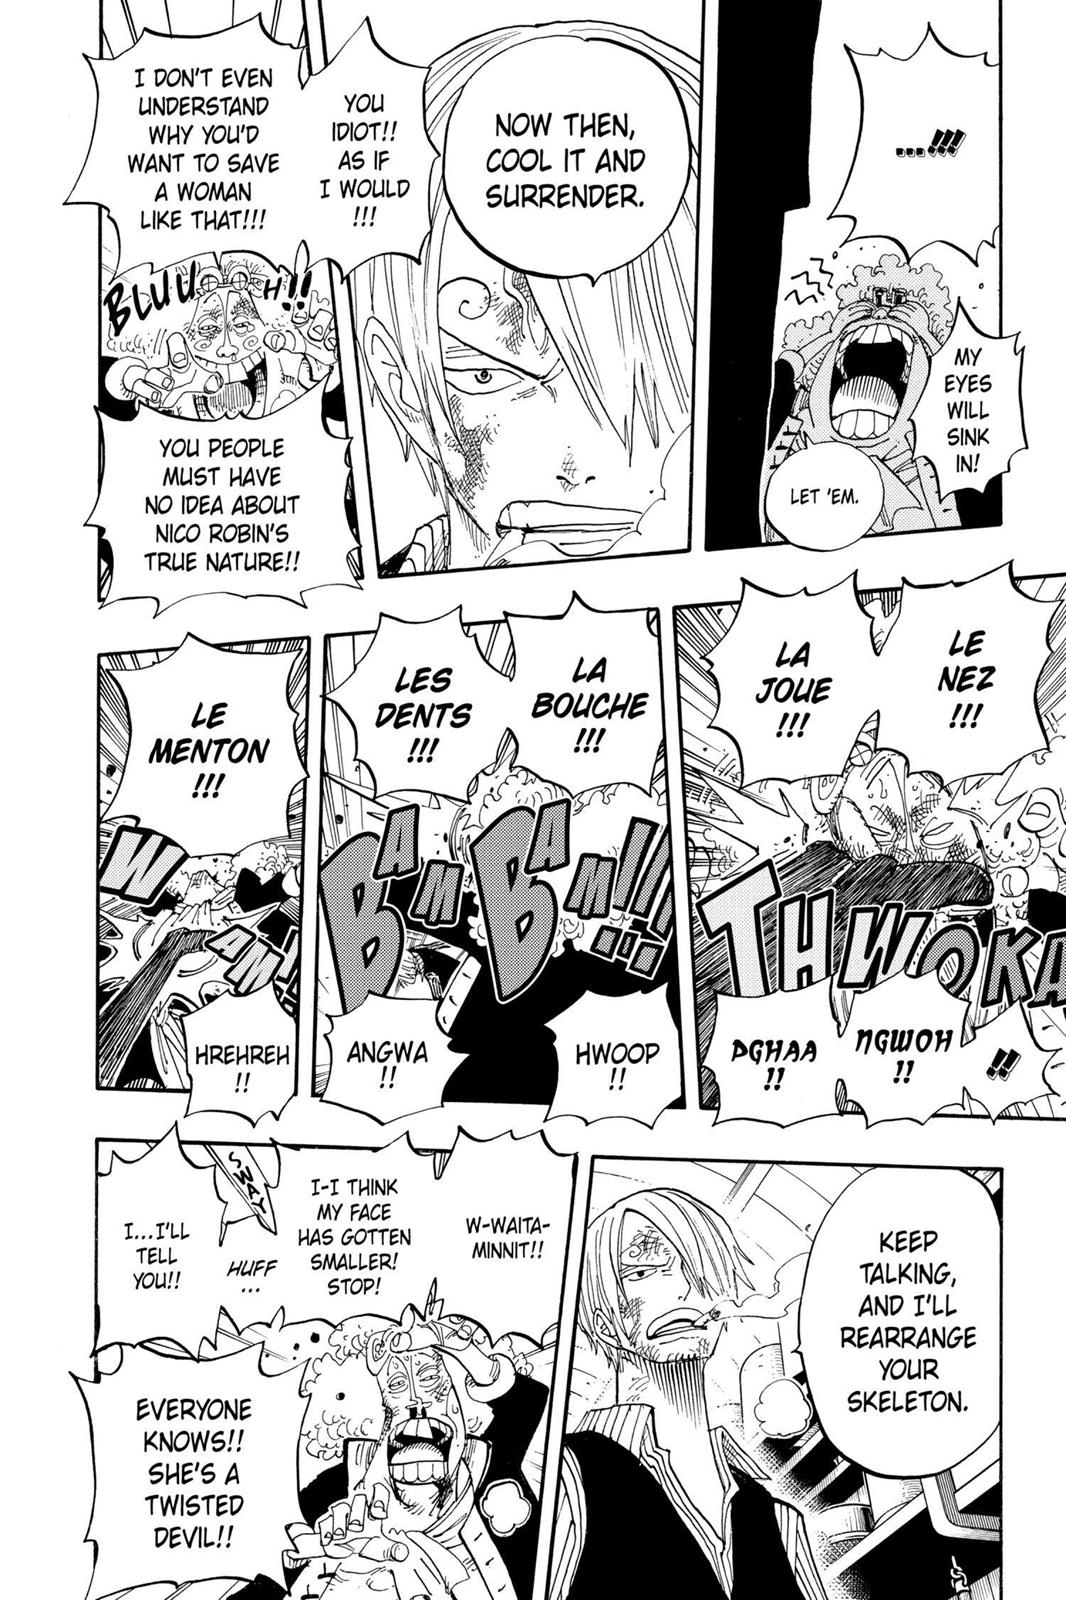 ...!!!
MY
EYES
WILL
SINK
IN!
LET 'EM.
NOW THEN,
COOL IT AND
SURRENDER.
YOU
IDIOT!!
AS IF
I WOULD
!!!
I DON'T EVEN
UNDERSTAND
WHY YOU'D
WANT TO SAVE
A WOMAN
LIKE THAT!!!
BLUUGH!!
YOU PEOPLE
MUST HAVE
NO IDEA ABOUT
NICO ROBIN'S
TRUE NATURE!!
LE
NEZ
!!!
LA
JOUE
!!!
THWOKA
!!
NGWOH
!!
DGHAA
!!
LA
BOUCHE
!!!
LES
DENTS
!!!
BAM BAM!!!
HWOOP
!!
ANGWA
!!
LE
MENTON
!!!
WAM!!
HREHREH
!!
KEEP
TALKING,
AND I'LL
REARRANGE
YOUR
SKELETON.
W-WAITA-
MINNIT!!
I-I THINK
MY FACE
HAS GOTTEN
SMALLER!
STOP!
SWAY
HUFF
...
I...I'LL
TELL
YOU!!
EVERYONE
KNOWS!!
SHE'S A
TWISTED
DEVIL!!